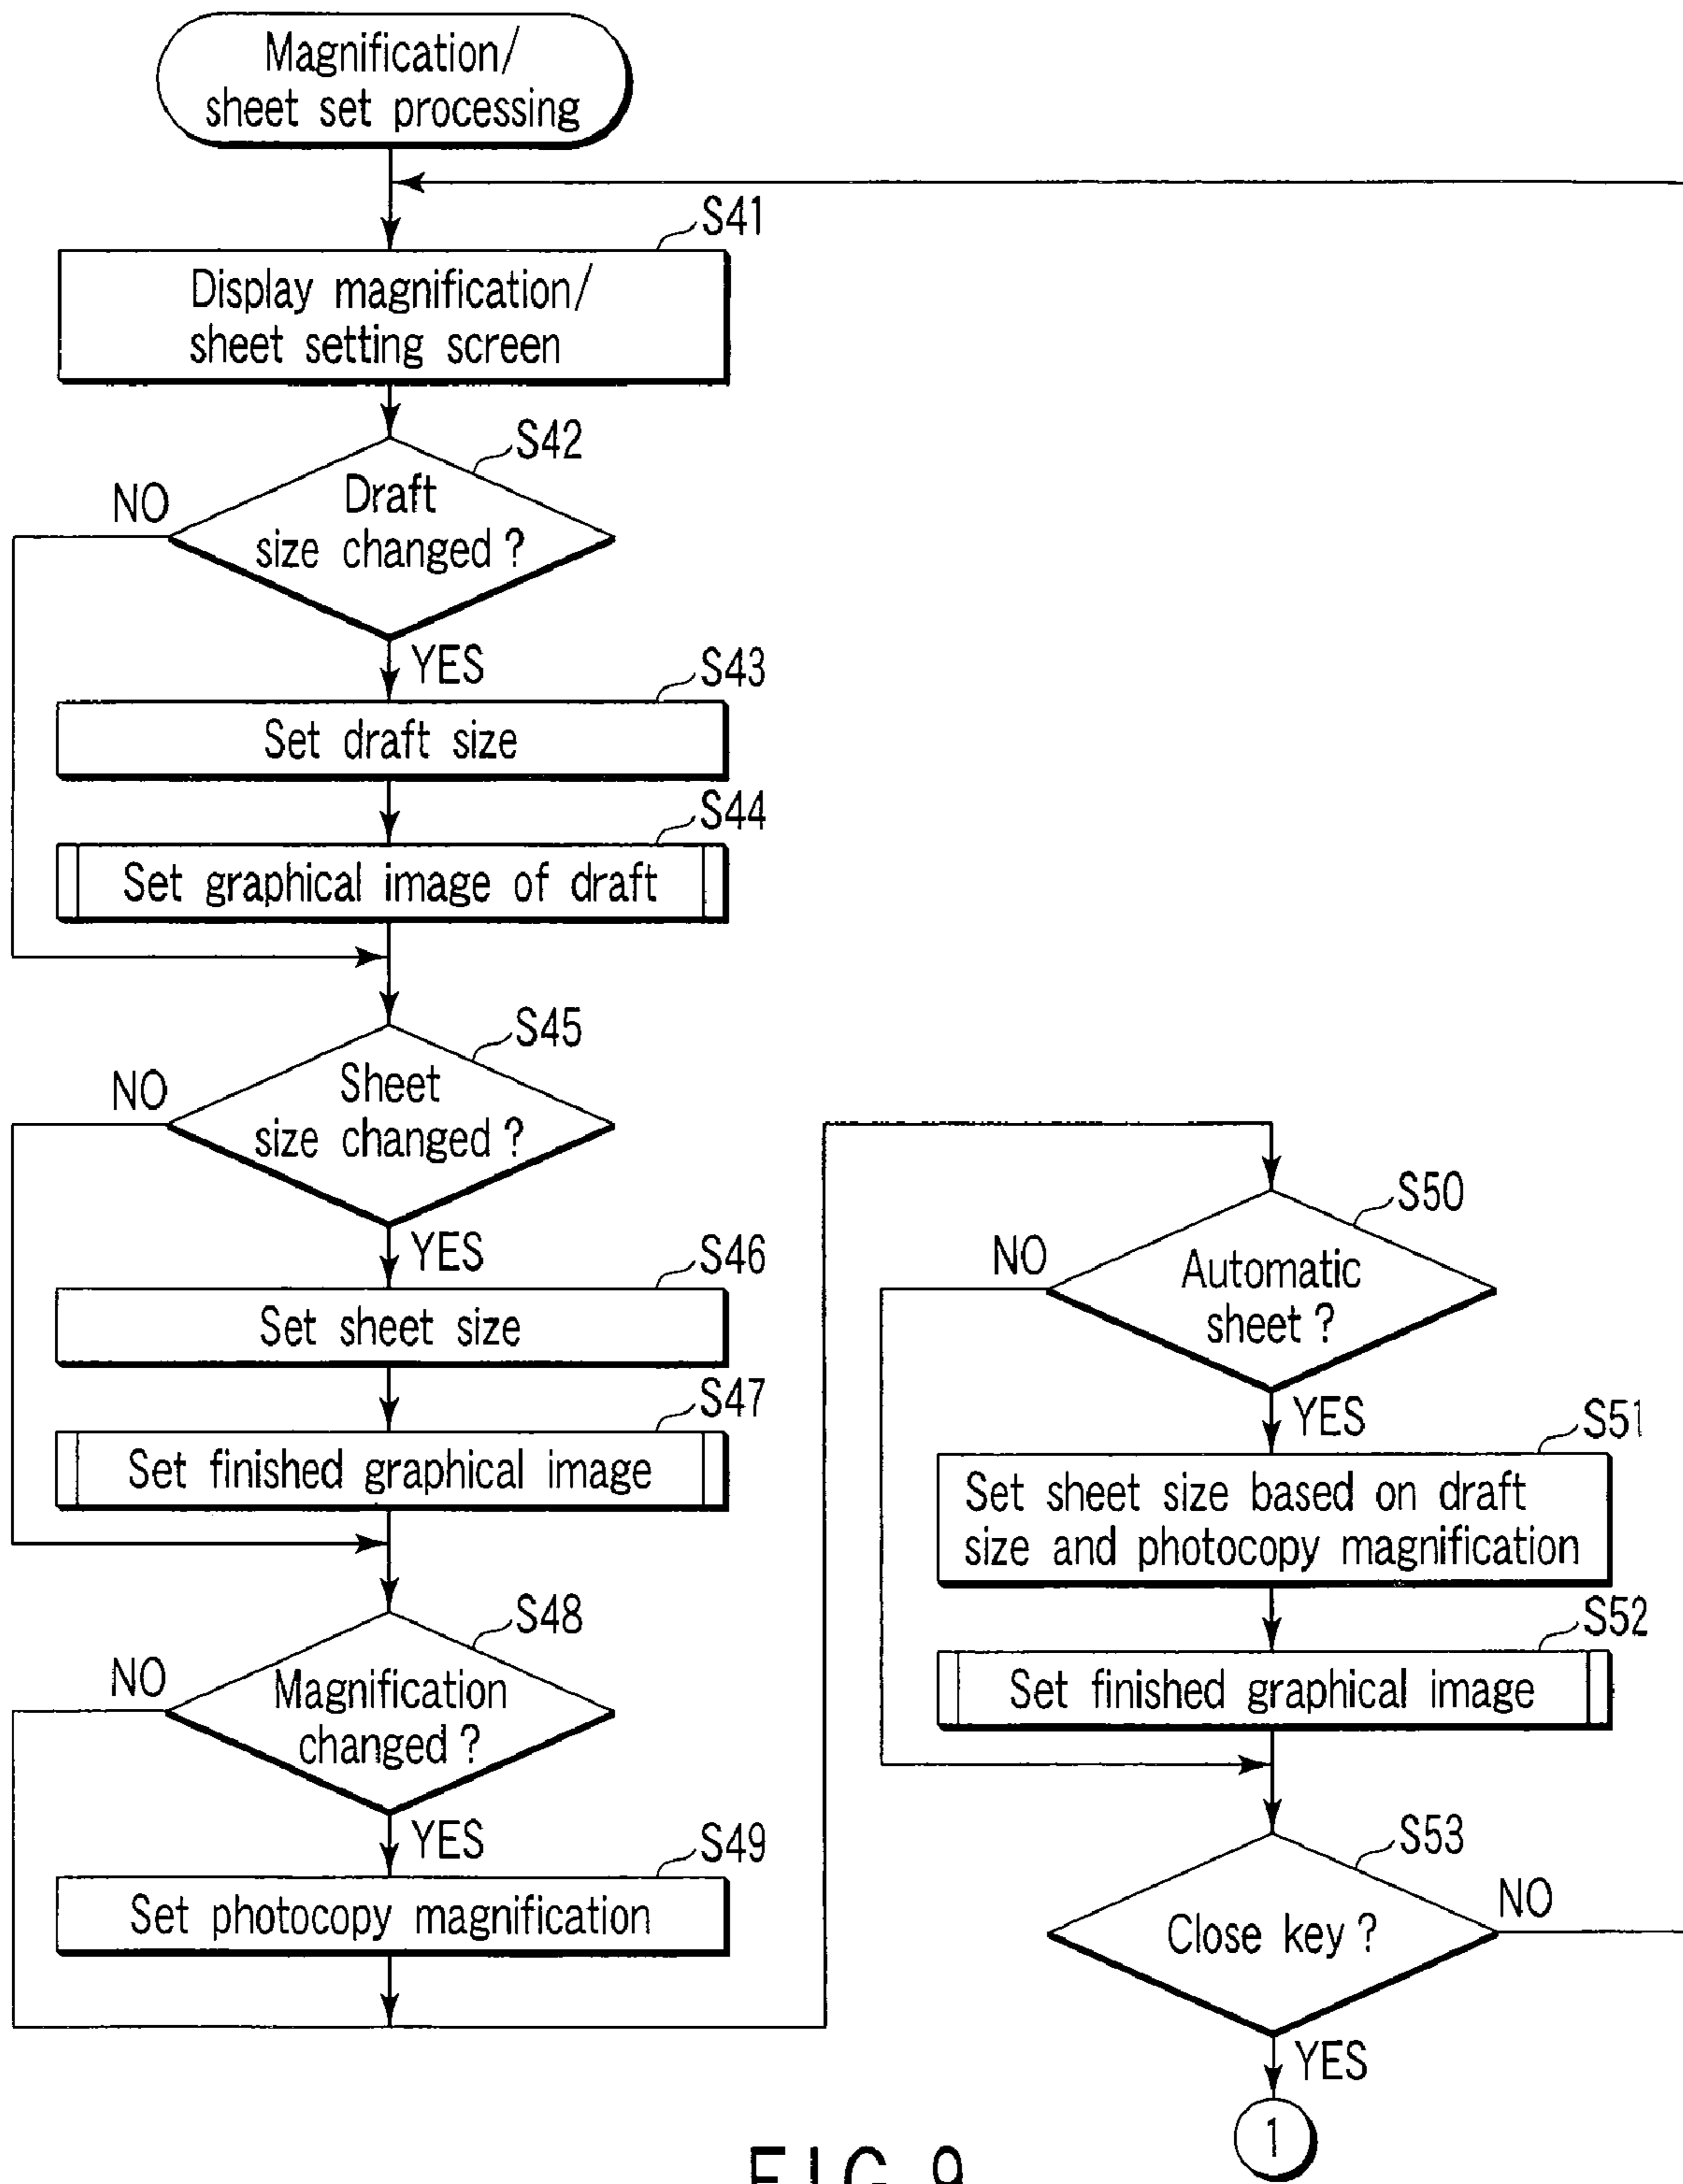 Magnification/
sheet set processing
S41
Display magnification/
sheet setting screen
S42
NO
Draft
size changed?
YES
S43
Set draft size
S44
Set graphical image of draft
S45
NO
Sheet
size changed?
YES
S46
Set sheet size
S47
Set finished graphical image
S48
NO
Magnification
changed?
YES
S49
Set photocopy magnification
S50
NO
Automatic
sheet?
YES
S51
Set sheet size based on draft
size and photocopy magnification
S52
Set finished graphical image
S53
NO
Close key?
YES
1
FIG. 9